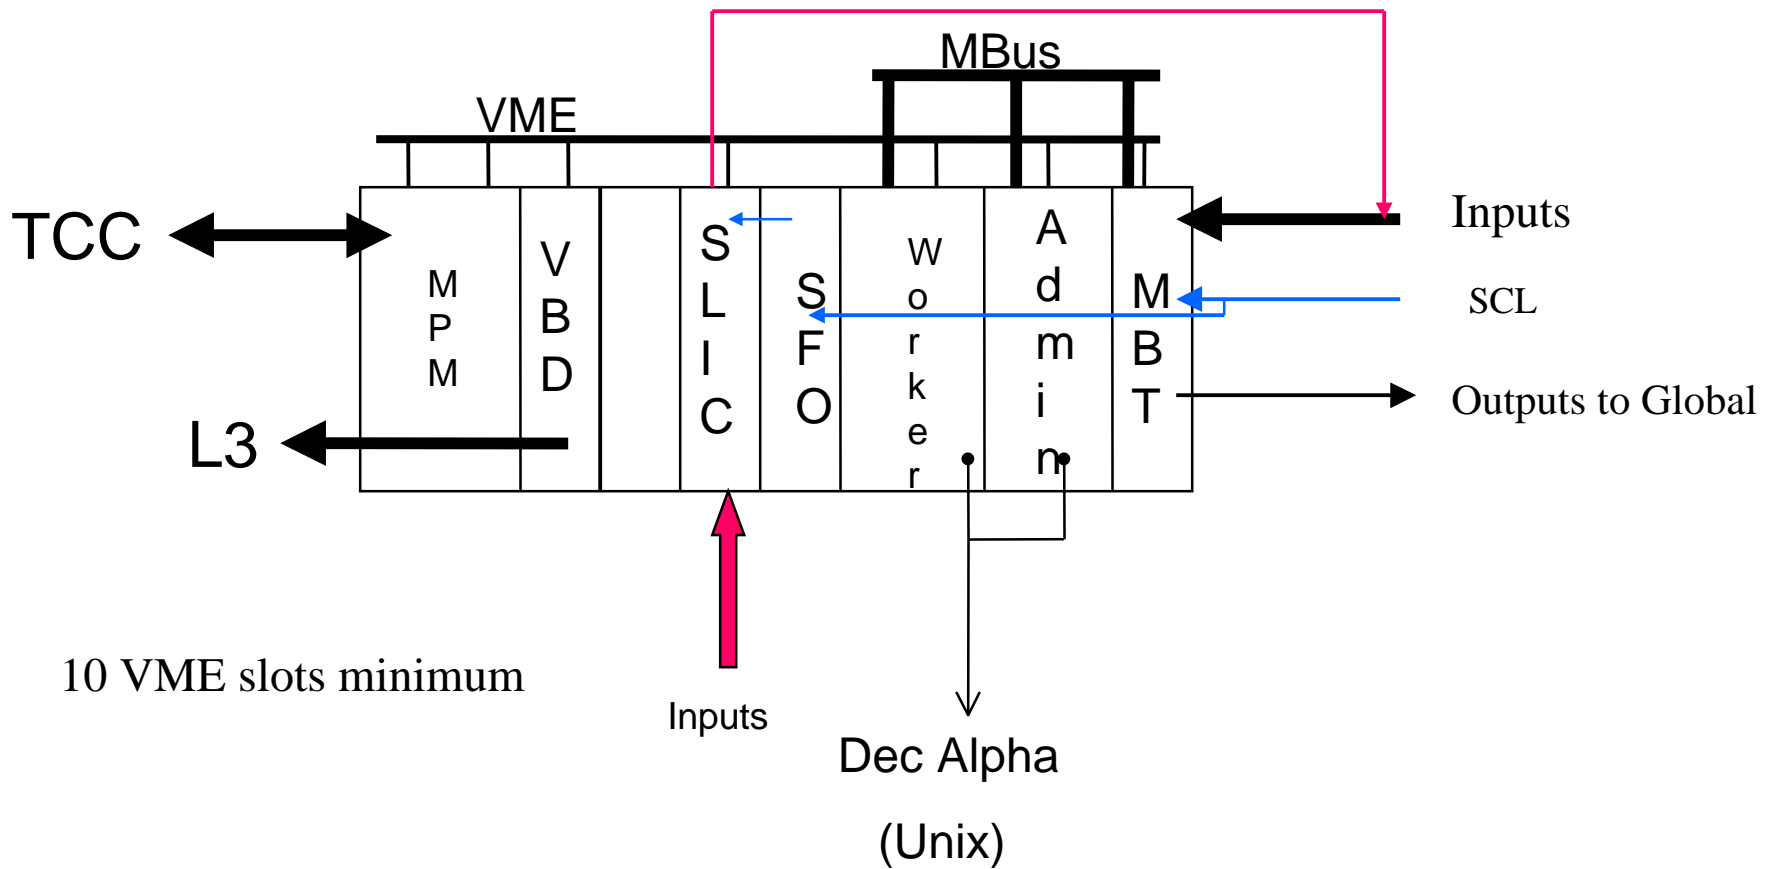 MBus
VME
TCC
Inputs
MPM
VBD
SLIC
SFO
Worker
Admin
MBT
SCL
Outputs to Global
L3
10 VME slots minimum
Inputs
Dec Alpha
(Unix)